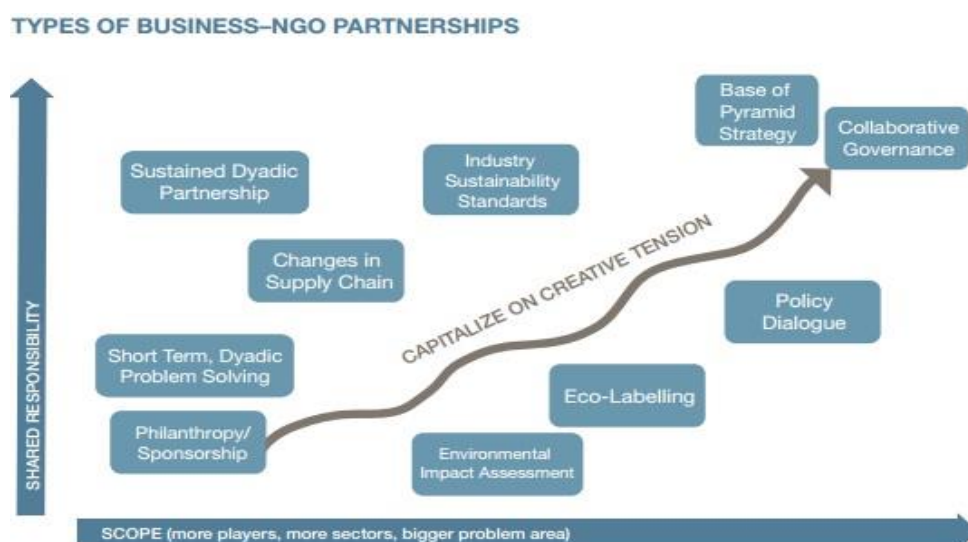 TYPES OF BUSINESS–NGO PARTNERSHIPS
Base of
Pyramid
Strategy
Collaborative
Governance
Sustained Dyadic
Partnership
Industry
Sustainability
Standards
Changes in
Supply Chain
CAPITALIZE ON CREATIVE TENSION
Policy
Dialogue
Short Term, Dyadic
Problem Solving
Eco-Labelling
Philanthropy/
Sponsorship
Environmental
Impact Assessment
SHARED RESPONSIBILITY
SCOPE (more players, more sectors, bigger problem area)